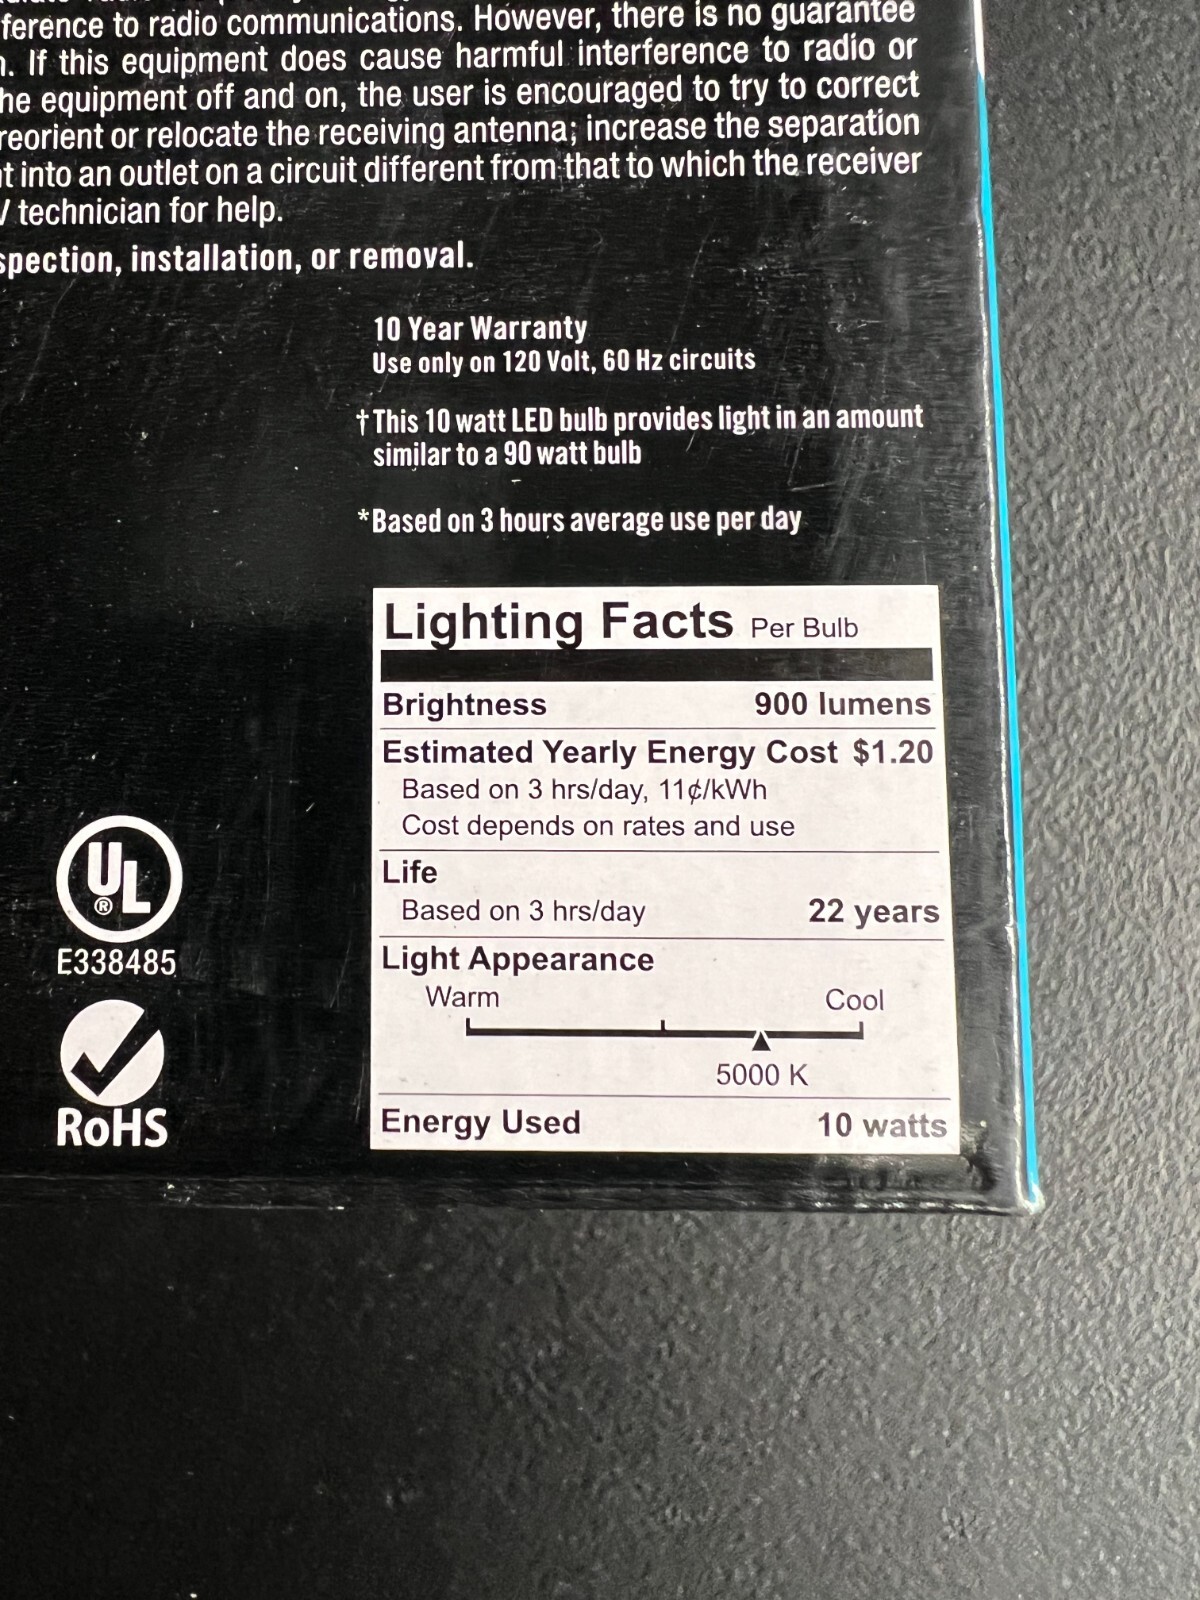 ference to radio communications. However, there is no guarantee
. If this equipment does cause harmful interference to radio or
he equipment off and on, the user is encouraged to try to correct
reorient or relocate the receiving antenna; increase the separation
t into an outlet on a circuit different from that to which the receiver
V technician for help.
spection, installation, or removal.
10 Year Warranty
Use only on 120 Volt, 60 Hz circuits
†This 10 watt LED bulb provides light in an amount
similar to a 90 watt bulb
*Based on 3 hours average use per day
Lighting Facts Per Bulb
Brightness 900 lumens
Estimated Yearly Energy Cost $1.20
Based on 3 hrs/day, 11¢/kWh
Cost depends on rates and use
Life
Based on 3 hrs/day 22 years
Light Appearance
Warm Cool
5000 K
Energy Used 10 watts
UL
®
E338485
RoHS